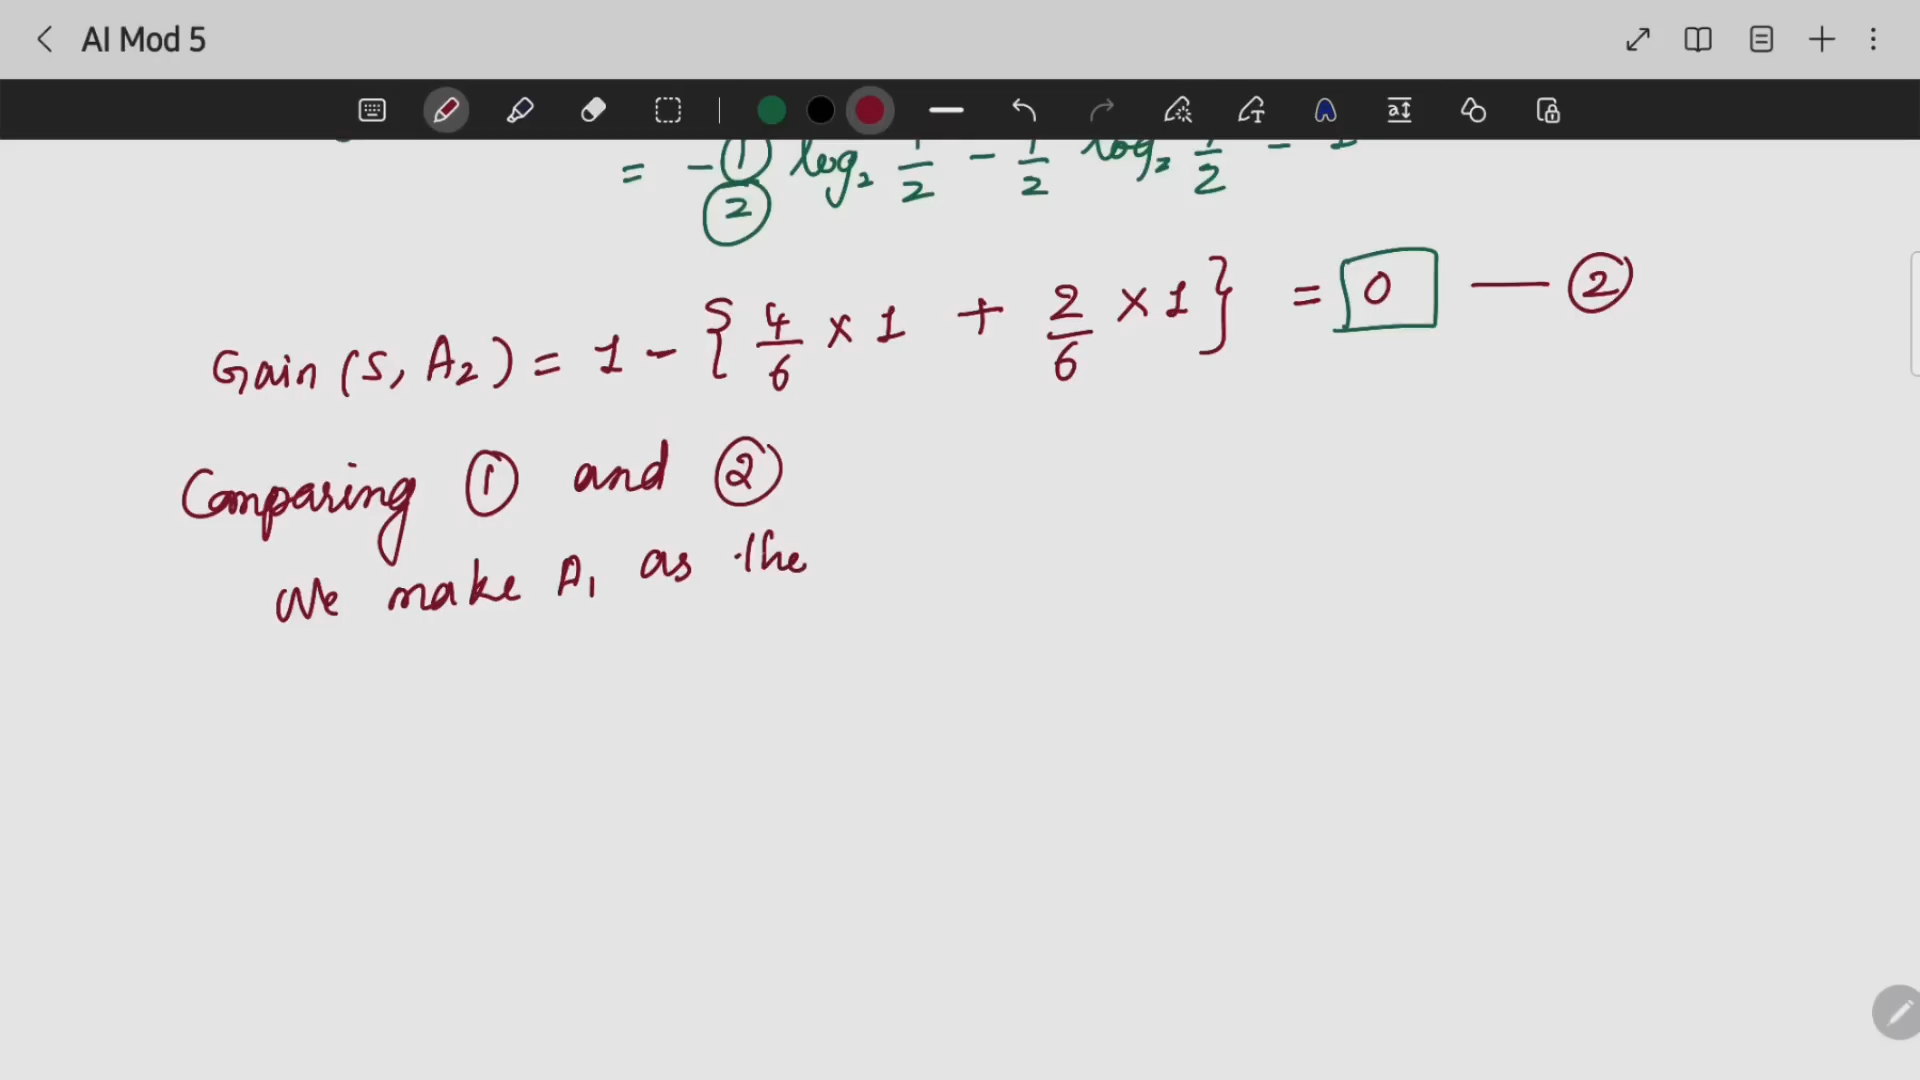 AI Mod 5
= - 1/2 log₂ 1/2 - 1/2 log₂ 1/2 = 1
Gain (S, A₂) = 1 - { 4/6 × 1 + 2/6 × 1 } = 0 — ②
Comparing ① and ②
We make A₁ as the